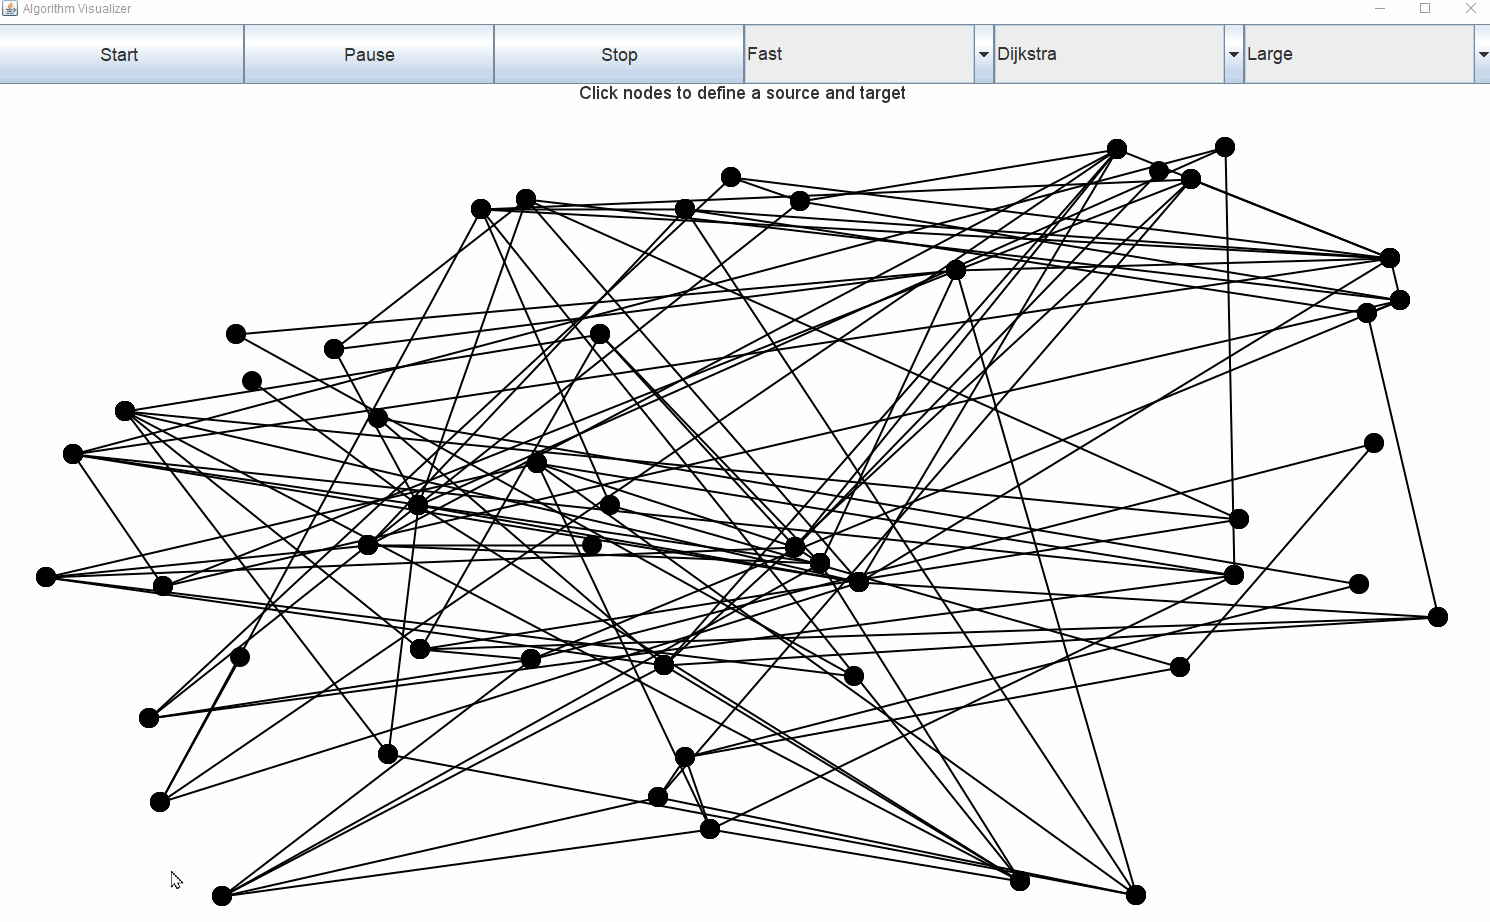 Algorithm Visualizer
Start Pause Stop Fast Dijkstra Large
Click nodes to define a source and target